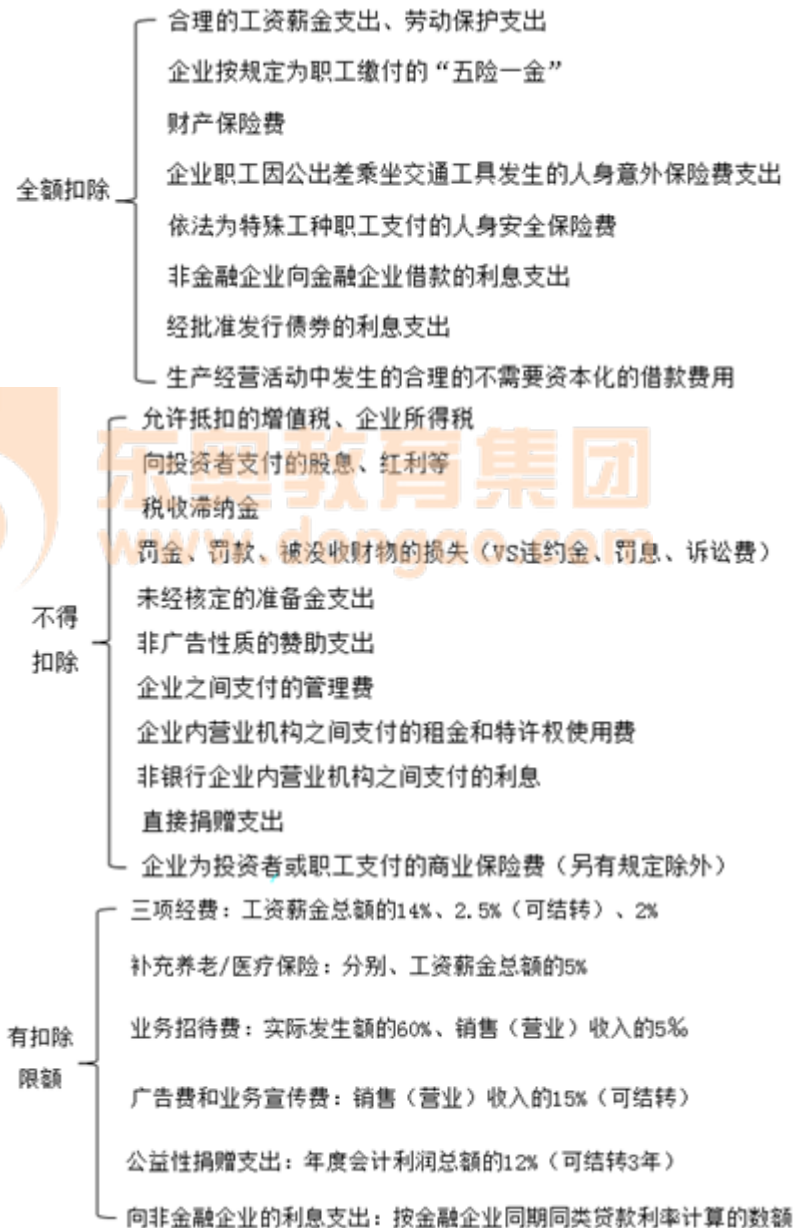 合理的工资薪金支出、劳动保护支出
企业按规定为职工缴付的“五险一金”
财产保险费
企业职工因公出差乘坐交通工具发生的人身意外保险费支出
全额扣除
依法为特殊工种职工支付的人身安全保险费
非金融企业向金融企业借款的利息支出
经批准发行债券的利息支出
生产经营活动中发生的合理的不需要资本化的借款费用
允许抵扣的增值税、企业所得税
东奥教育集团
向投资者支付的股息、红利等
税收滞纳金
www.dongao.com
罚金、罚款、被没收财物的损失（VS违约金、罚息、诉讼费）
未经核定的准备金支出
不得
扣除
非广告性质的赞助支出
企业之间支付的管理费
企业内营业机构之间支付的租金和特许权使用费
非银行企业内营业机构之间支付的利息
直接捐赠支出
企业为投资者或职工支付的商业保险费（另有规定除外）
三项经费：工资薪金总额的14%、2.5%（可结转）、2%
补充养老/医疗保险：分别、工资薪金总额的5%
有扣除
限额
业务招待费：实际发生额的60%、销售（营业）收入的5‰
广告费和业务宣传费：销售（营业）收入的15%（可结转）
公益性捐赠支出：年度会计利润总额的12%（可结转3年）
向非金融企业的利息支出：按金融企业同期同类贷款利率计算的数额